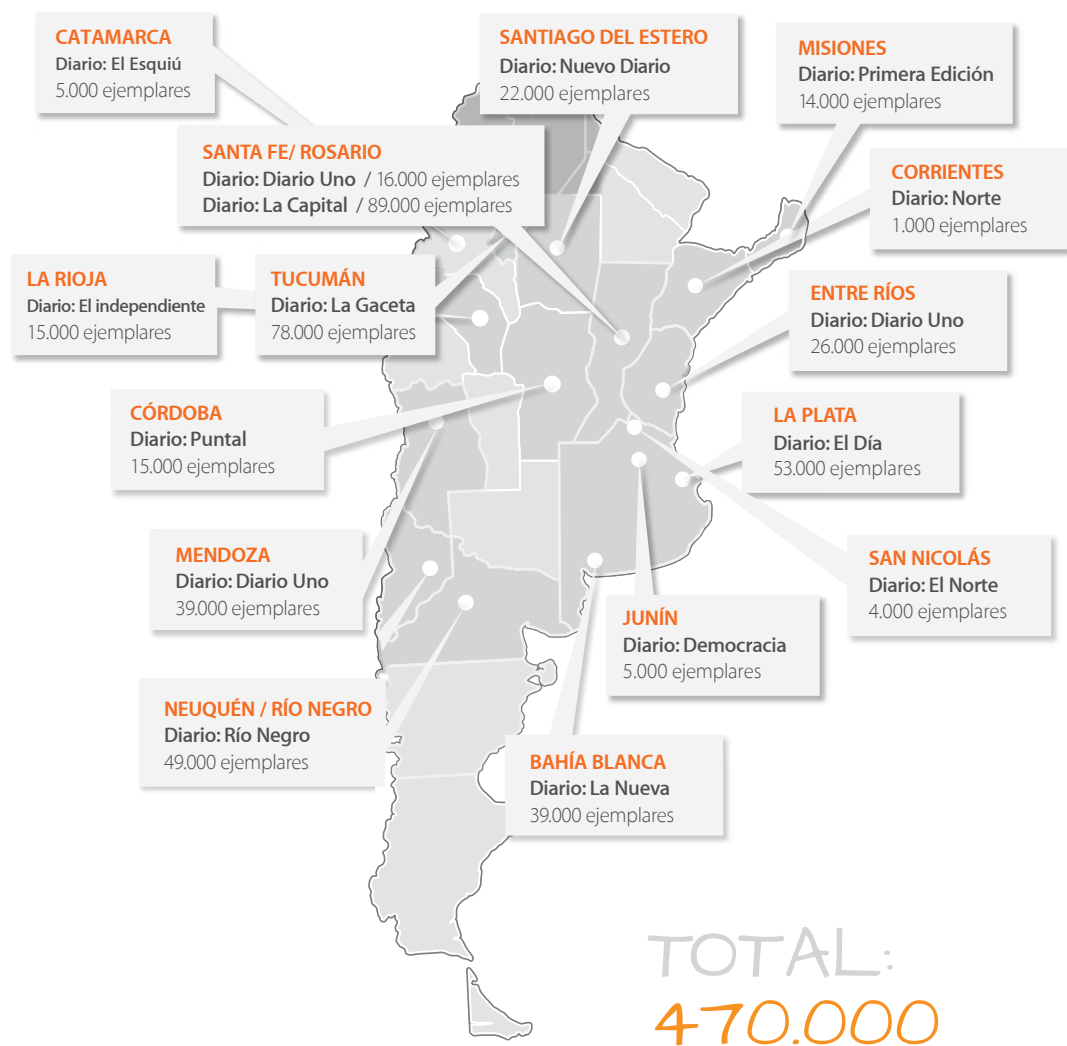 CATAMARCA
Diario: El Esquiú
5.000 ejemplares
SANTIAGO DEL ESTERO
Diario: Nuevo Diario
22.000 ejemplares
MISIONES
Diario: Primera Edición
14.000 ejemplares
SANTA FE/ ROSARIO
Diario: Diario Uno / 16.000 ejemplares
Diario: La Capital / 89.000 ejemplares
CORRIENTES
Diario: Norte
1.000 ejemplares
LA RIOJA
Diario: El independiente
15.000 ejemplares
TUCUMÁN
Diario: La Gaceta
78.000 ejemplares
ENTRE RÍOS
Diario: Diario Uno
26.000 ejemplares
CÓRDOBA
Diario: Puntal
15.000 ejemplares
LA PLATA
Diario: El Día
53.000 ejemplares
MENDOZA
Diario: Diario Uno
39.000 ejemplares
SAN NICOLÁS
Diario: El Norte
4.000 ejemplares
JUNÍN
Diario: Democracia
5.000 ejemplares
NEUQUÉN / RÍO NEGRO
Diario: Río Negro
49.000 ejemplares
BAHÍA BLANCA
Diario: La Nueva
39.000 ejemplares
TOTAL:
470.000